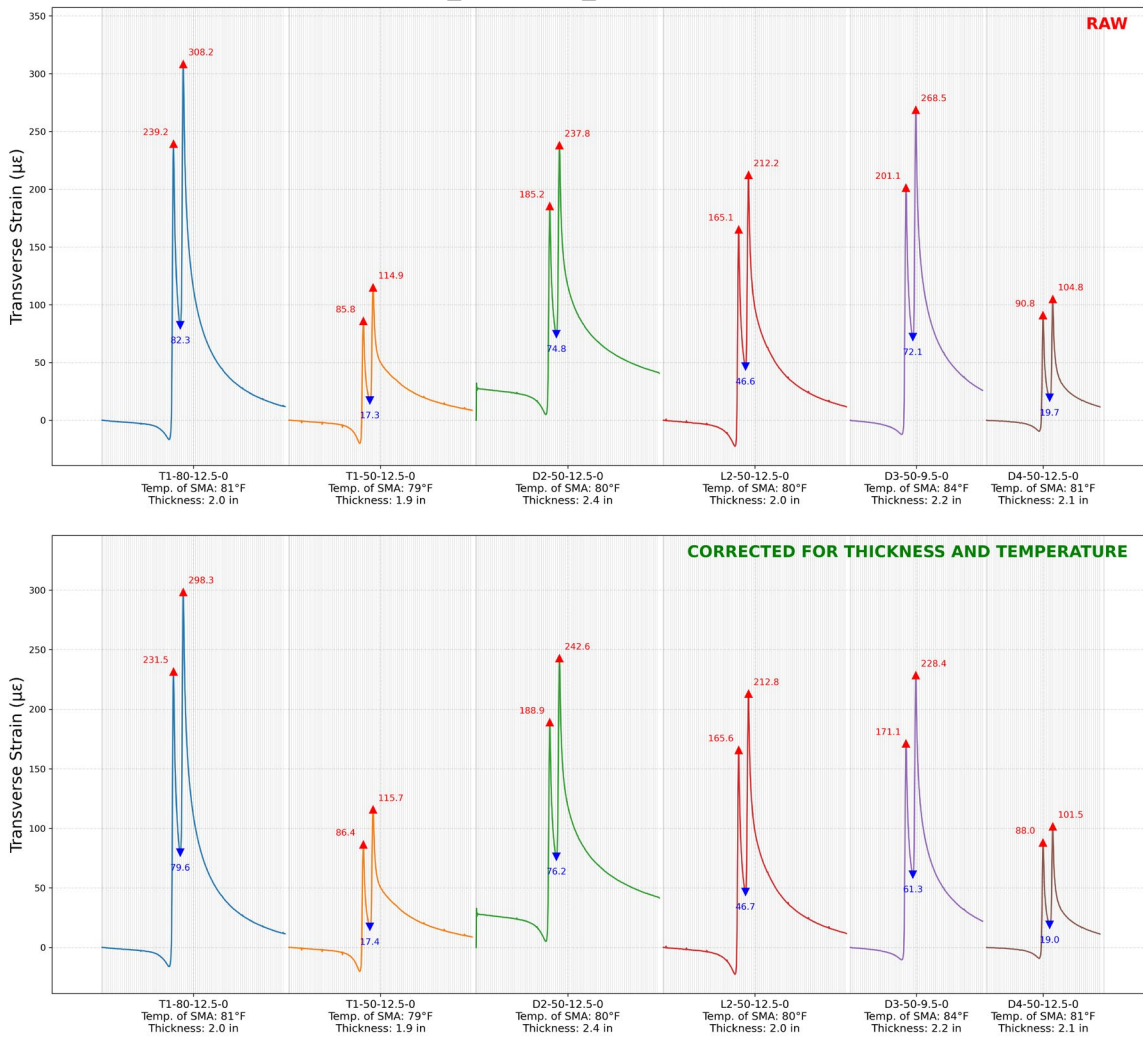 RAW
Transverse Strain (με)
350
300
250
200
150
100
50
0
239.2
308.2
82.3
85.8
114.9
17.3
185.2
237.8
74.8
165.1
212.2
46.6
201.1
268.5
72.1
90.8
104.8
19.7
T1-80-12.5-0
Temp. of SMA: 81°F
Thickness: 2.0 in
T1-50-12.5-0
Temp. of SMA: 79°F
Thickness: 1.9 in
D2-50-12.5-0
Temp. of SMA: 80°F
Thickness: 2.4 in
L2-50-12.5-0
Temp. of SMA: 80°F
Thickness: 2.0 in
D3-50-9.5-0
Temp. of SMA: 84°F
Thickness: 2.2 in
D4-50-12.5-0
Temp. of SMA: 81°F
Thickness: 2.1 in
CORRECTED FOR THICKNESS AND TEMPERATURE
Transverse Strain (με)
300
250
200
150
100
50
0
231.5
298.3
79.6
86.4
115.7
17.4
188.9
242.6
76.2
165.6
212.8
46.7
171.1
228.4
61.3
88.0
101.5
19.0
T1-80-12.5-0
Temp. of SMA: 81°F
Thickness: 2.0 in
T1-50-12.5-0
Temp. of SMA: 79°F
Thickness: 1.9 in
D2-50-12.5-0
Temp. of SMA: 80°F
Thickness: 2.4 in
L2-50-12.5-0
Temp. of SMA: 80°F
Thickness: 2.0 in
D3-50-9.5-0
Temp. of SMA: 84°F
Thickness: 2.2 in
D4-50-12.5-0
Temp. of SMA: 81°F
Thickness: 2.1 in